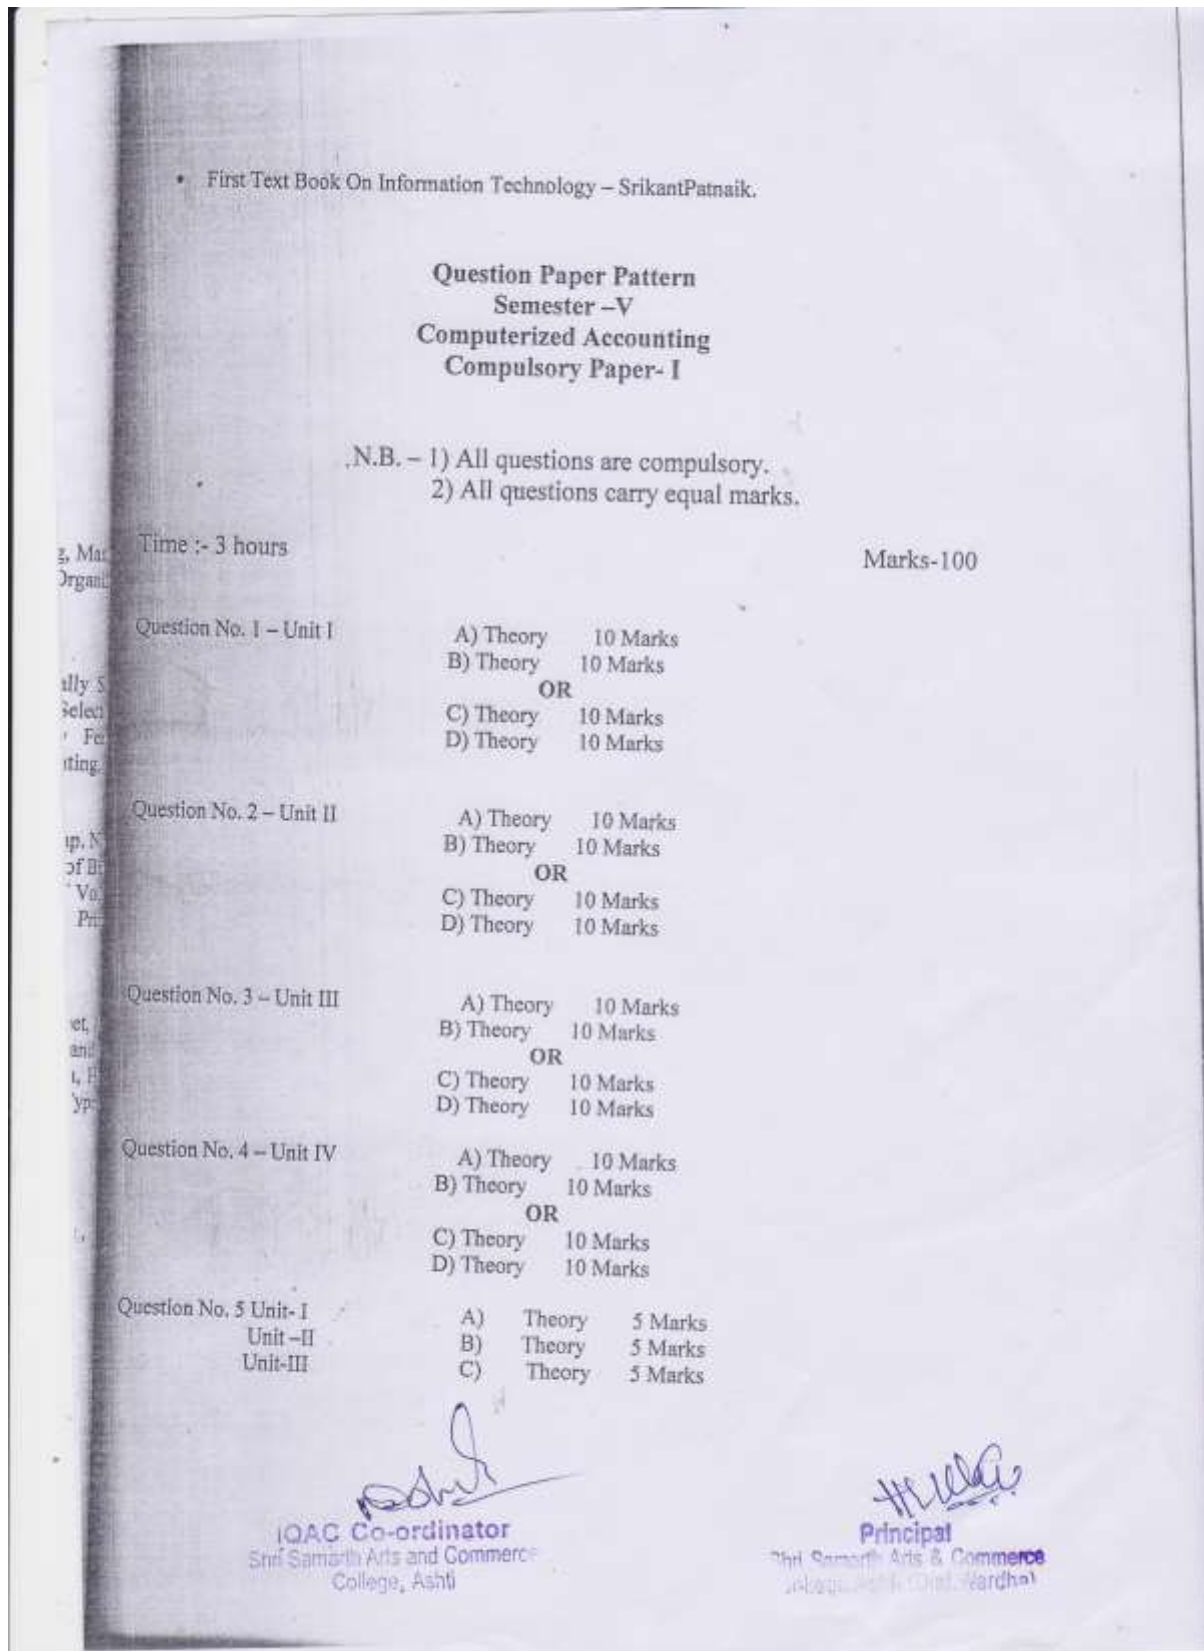 • First Text Book On Information Technology – SrikantPatnaik.
Question Paper Pattern
Semester –V
Computerized Accounting
Compulsory Paper- I
N.B. – 1) All questions are compulsory.
2) All questions carry equal marks.
Time :- 3 hours Marks-100
Question No. 1 – Unit I A) Theory 10 Marks
B) Theory 10 Marks
OR
C) Theory 10 Marks
D) Theory 10 Marks
Question No. 2 – Unit II A) Theory 10 Marks
B) Theory 10 Marks
OR
C) Theory 10 Marks
D) Theory 10 Marks
Question No. 3 – Unit III A) Theory 10 Marks
B) Theory 10 Marks
OR
C) Theory 10 Marks
D) Theory 10 Marks
Question No. 4 – Unit IV A) Theory 10 Marks
B) Theory 10 Marks
OR
C) Theory 10 Marks
D) Theory 10 Marks
Question No. 5 Unit- I A) Theory 5 Marks
Unit –II B) Theory 5 Marks
Unit-III C) Theory 5 Marks
IQAC Co-ordinator
Shri Samarth Arts and Commerce
College, Ashti
Principal
Shri Samarth Arts & Commerce
Ashti (Dist. Wardha)